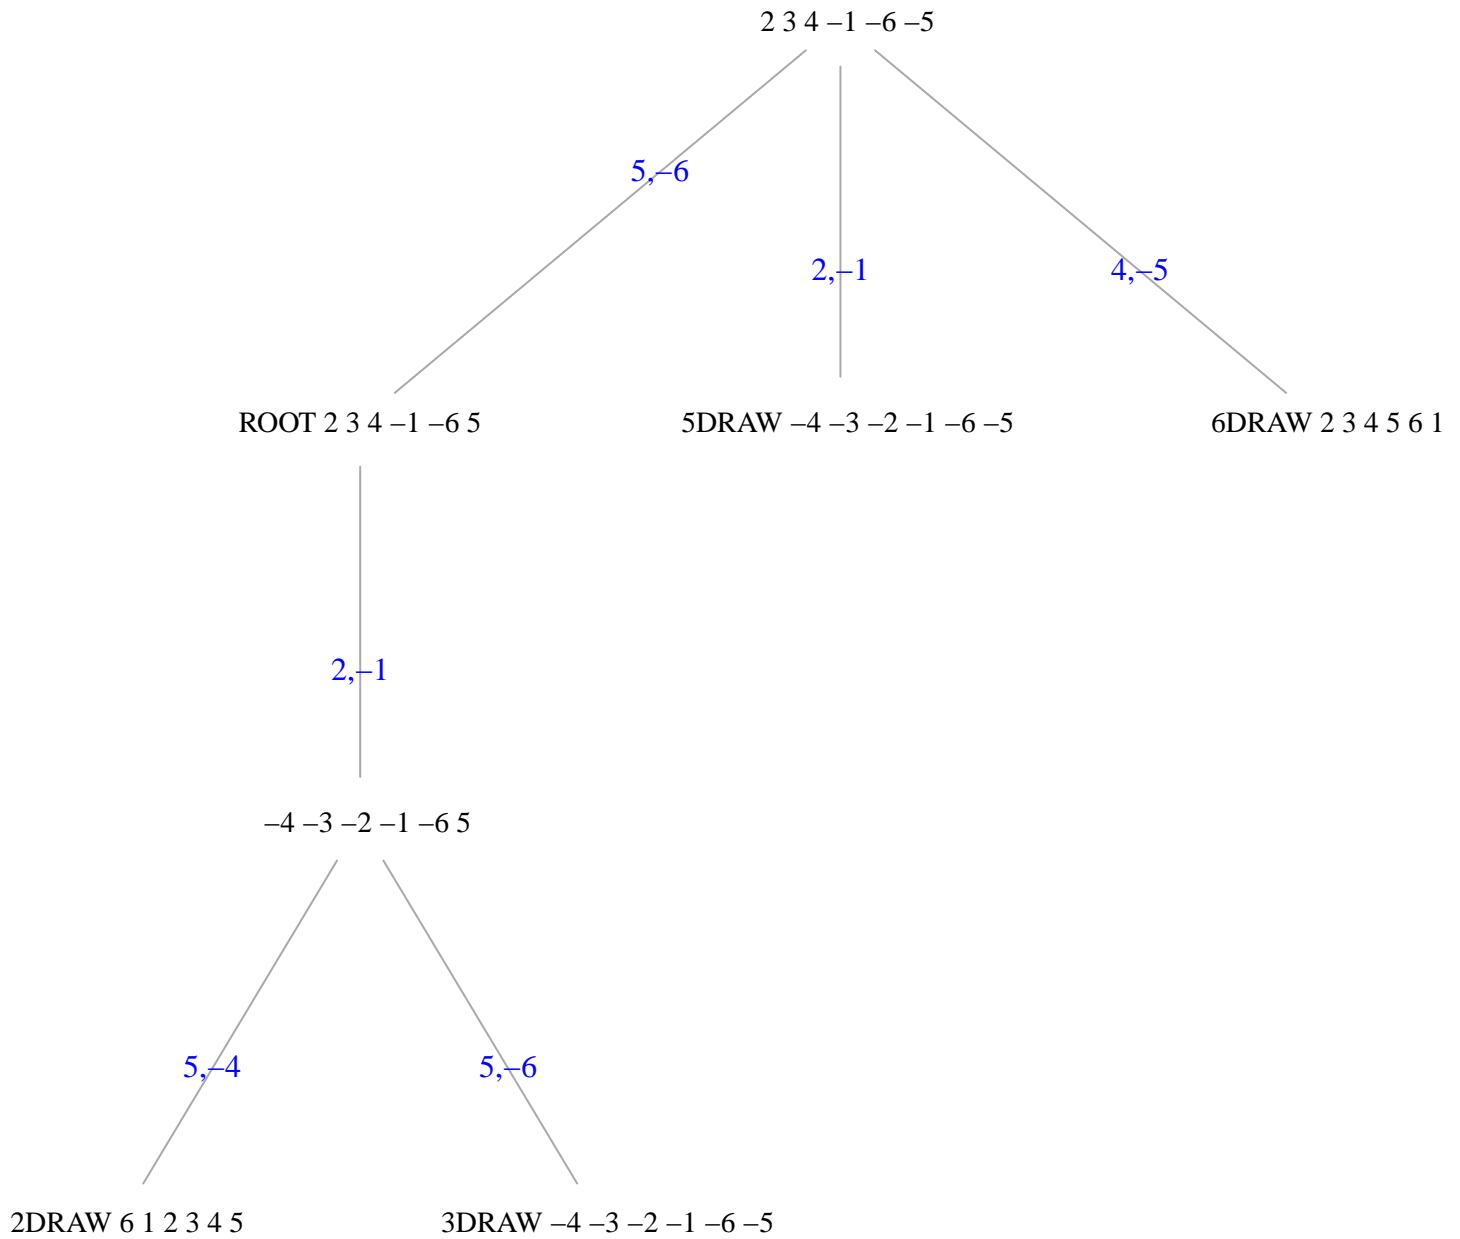 2 3 4 –1 –6 –5
5,–6
2,–1
4,–5
ROOT 2 3 4 –1 –6 5
5DRAW –4 –3 –2 –1 –6 –5
6DRAW 2 3 4 5 6 1
2,–1
–4 –3 –2 –1 –6 5
5,–4
5,–6
2DRAW 6 1 2 3 4 5
3DRAW –4 –3 –2 –1 –6 –5